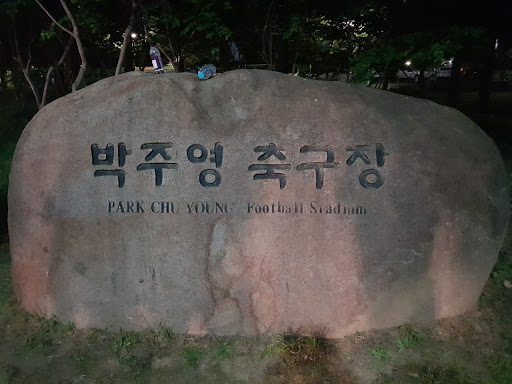 박주영 축구장
PARK CHU YOUNG Football Stadium